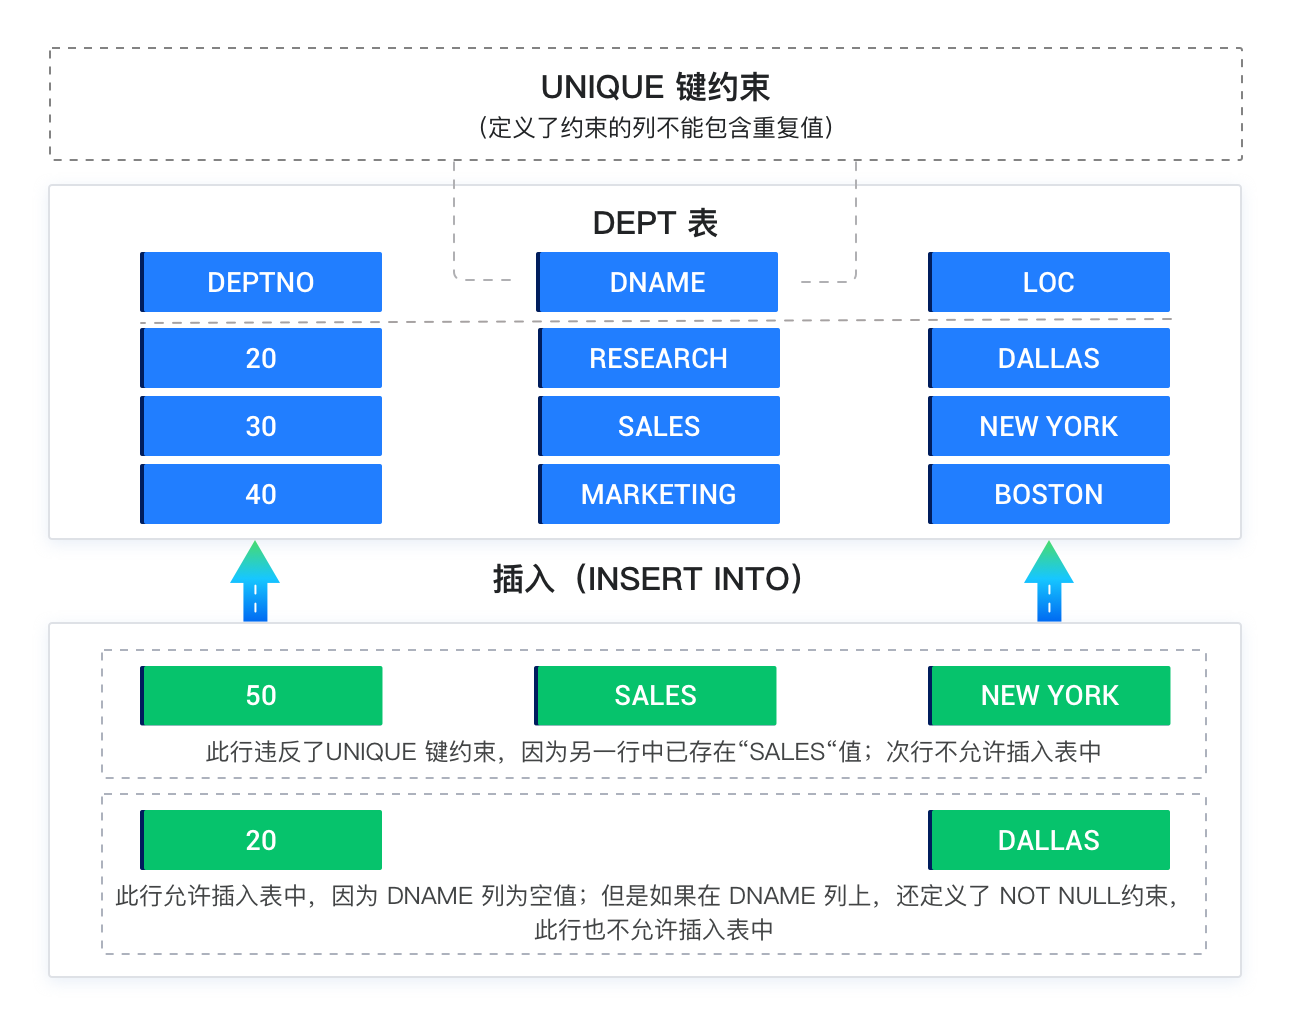 UNIQUE 键约束
(定义了约束的列不能包含重复值)
DEPT 表
DEPTNO DNAME LOC
20 RESEARCH DALLAS
30 SALES NEW YORK
40 MARKETING BOSTON
插入（INSERT INTO）
50 SALES NEW YORK
此行违反了UNIQUE 键约束，因为另一行中已存在“SALES“值；次行不允许插入表中
20 DALLAS
此行允许插入表中，因为 DNAME 列为空值；但是如果在 DNAME 列上，还定义了 NOT NULL约束，
此行也不允许插入表中